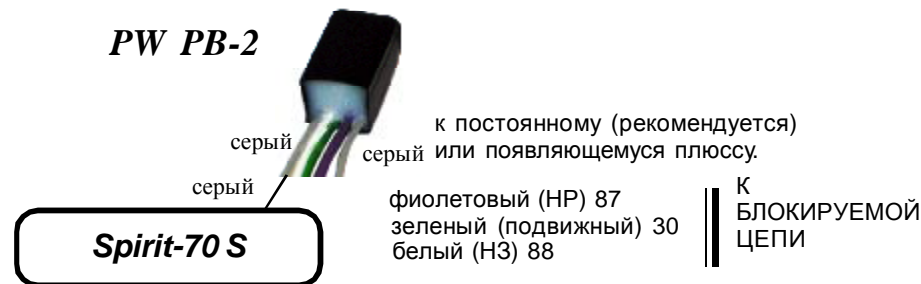 PW PB-2
серый
серый
к постоянному (рекомендуется)
или появляющемуся плюссу.
серый
фиолетовый (НР) 87
зеленый (подвижный) 30
белый (НЗ) 88
К
БЛОКИРУЕМОЙ
ЦЕПИ
Spirit-70 S